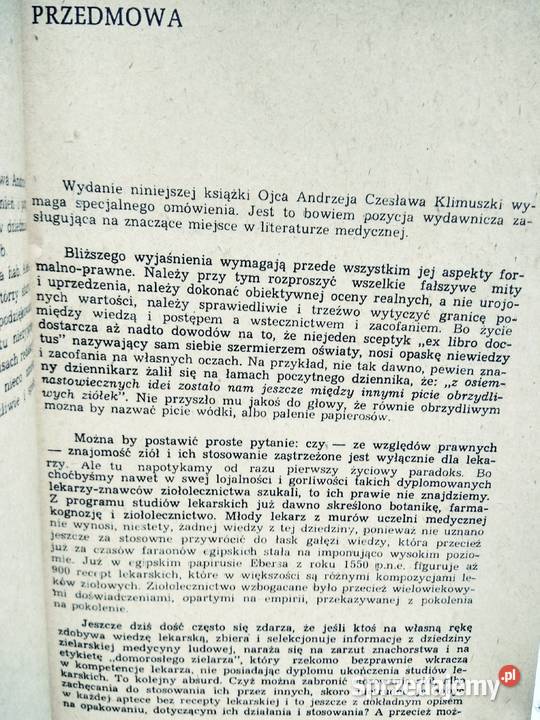 PRZEDMOWA
Wydanie niniejszej książki Ojca Andrzeja Czesława Klimuszki wy-
maga specjalnego omówienia. Jest to bowiem pozycja wydawnicza za-
sługująca na znaczące miejsce w literaturze medycznej.
Bliższego wyjaśnienia wymagają przede wszystkim jej aspekty for-
malno-prawne. Należy przy tym rozproszyć wszelkie fałszywe mity
i uprzedzenia, należy dokonać obiektywnej oceny realnych, a nie urojo-
nych wartości, należy sprawiedliwie i trzeźwo wytyczyć granicę po-
między wiedzą i postępem a wstecznictwem i zacofaniem. Bo życie
dostarcza aż nadto dowodów na to, że niejeden sceptyk „ex libro doc-
tus" nazywający sam siebie szermierzem oświaty, nosi opaskę niewiedzy
i zacofania na własnych oczach. Na przykład, nie tak dawno, pewien zna-
ny dziennikarz żalił się na łamach poczytnego dziennika, że: „z osiem-
nastowiecznych idei zostało nam jeszcze między innymi picie obrzydli-
wych ziółek". Nie przyszło mu jakoś do głowy, że równie obrzydliwym
można by nazwać picie wódki, albo palenie papierosów.
Można by postawić proste pytanie: czy — ze względów prawnych
— znajomość ziół i ich stosowanie zastrzeżone jest wyłącznie dla leka-
rzy. Ale tu napotykamy od razu pierwszy życiowy paradoks. Bo
choćbyśmy nawet w swej lojalności i gorliwości takich dyplomowanych
lekarzy-znawców ziołolecznictwa szukali, to ich prawie nie znajdziemy.
Z programu studiów lekarskich już dawno skreślono botanikę, farma-
kognozję i ziołolecznictwo. Młody lekarz z murów uczelni medycznej
nie wynosi, niestety, żadnej wiedzy z tej dziedziny, ponieważ nie uznano
jeszcze za stosowne przywrócić do łask gałęzi wiedzy, która przecież
już za czasów faraonów egipskich stała na imponująco wysokim pozio-
mie. Już w egipskim papirusie Ebersa z roku 1550 p.n.e. figuruje aż
900 recept lekarskich, które w większości są różnymi kompozycjami le-
ków ziołowych. Ziołolecznictwo wzbogacane było przecież wielowiekowy-
mi doświadczeniami, opartymi na empirii, przekazywanej z pokolenia
na pokolenie.
Jeszcze dziś dość często się zdarza, że jeśli ktoś na własną rękę
zdobywa wiedzę lekarską, zbiera i selekcjonuje informacje z dziedziny
zielarskiej medycyny ludowej, naraża się na zarzut znachorstwa i na
etykietę „domorosłego zielarza", który rzekomo bezprawnie wkracza
w kompetencje lekarza, nie posiadając dyplomu ukończenia studiów le-
karskich. To kolejny absurd. Czyż można zabronić
zachęcania do stosowania ich przez innych, skoro
w każdej aptece bez recepty lekarskiej i to jeszcze z dokładnym opisem
na opakowaniu, dotyczącym ich działania i stosowania? A przecież moż-
Sprzedajemy.pl